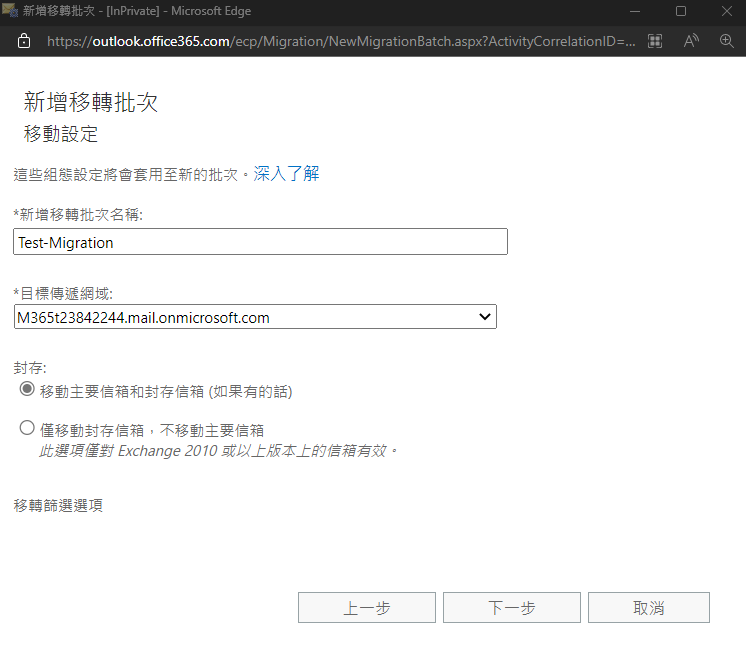 新增移轉批次 - [InPrivate] - Microsoft Edge
https://outlook.office365.com/ecp/Migration/NewMigrationBatch.aspx?ActivityCorrelationID=...
新增移轉批次
移動設定
這些組態設定將會套用至新的批次。深入了解
*新增移轉批次名稱:
Test-Migration
*目標傳遞網域:
M365t23842244.mail.onmicrosoft.com
封存:
移動主要信箱和封存信箱 (如果有的話)
僅移動封存信箱，不移動主要信箱
此選項僅對 Exchange 2010 或以上版本上的信箱有效。
移轉篩選選項
上一步 下一步 取消